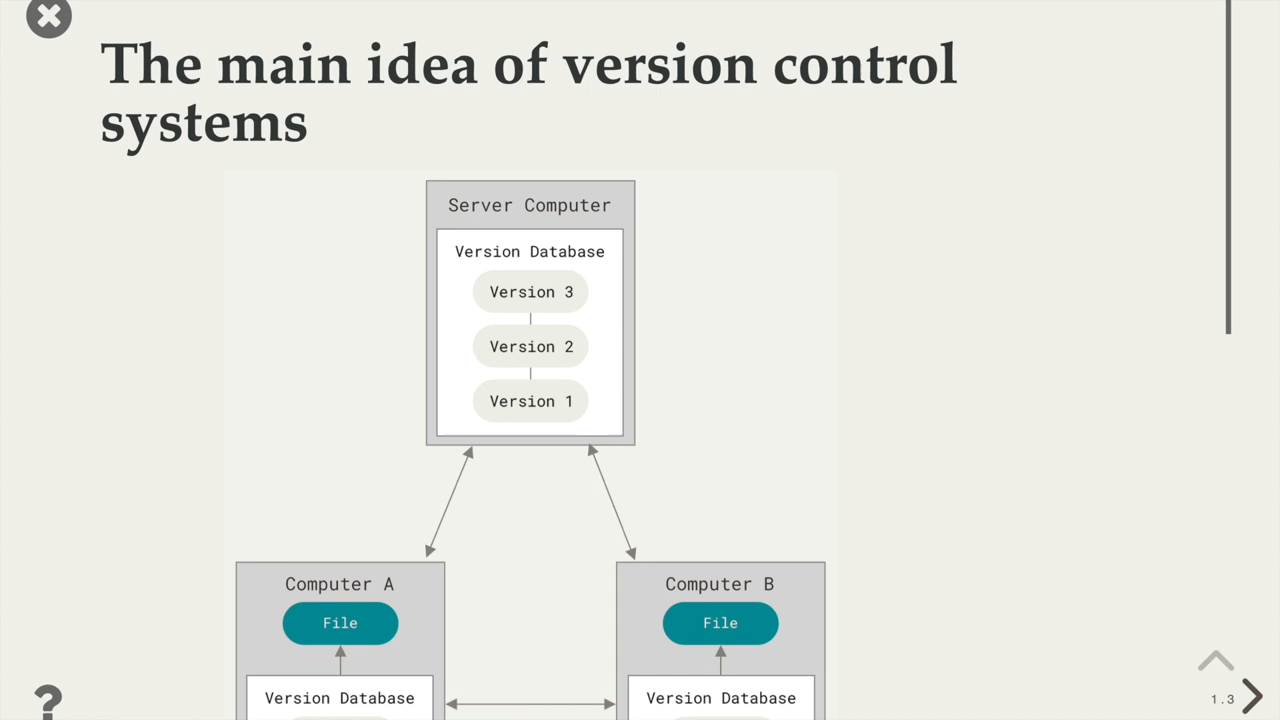 The main idea of version control
systems
Server Computer
Version Database
Version 3
Version 2
Version 1
Computer A
File
Version Database
Computer B
File
Version Database
?
1.3